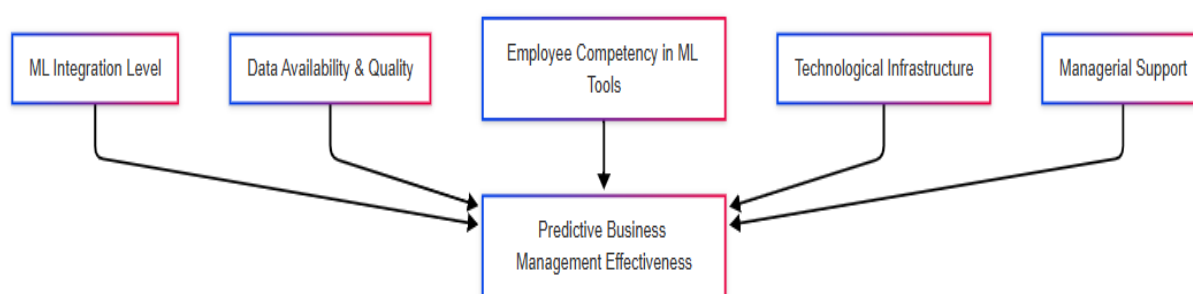 ML Integration Level
Data Availability & Quality
Employee Competency in ML
Tools
Technological Infrastructure
Managerial Support
Predictive Business
Management Effectiveness